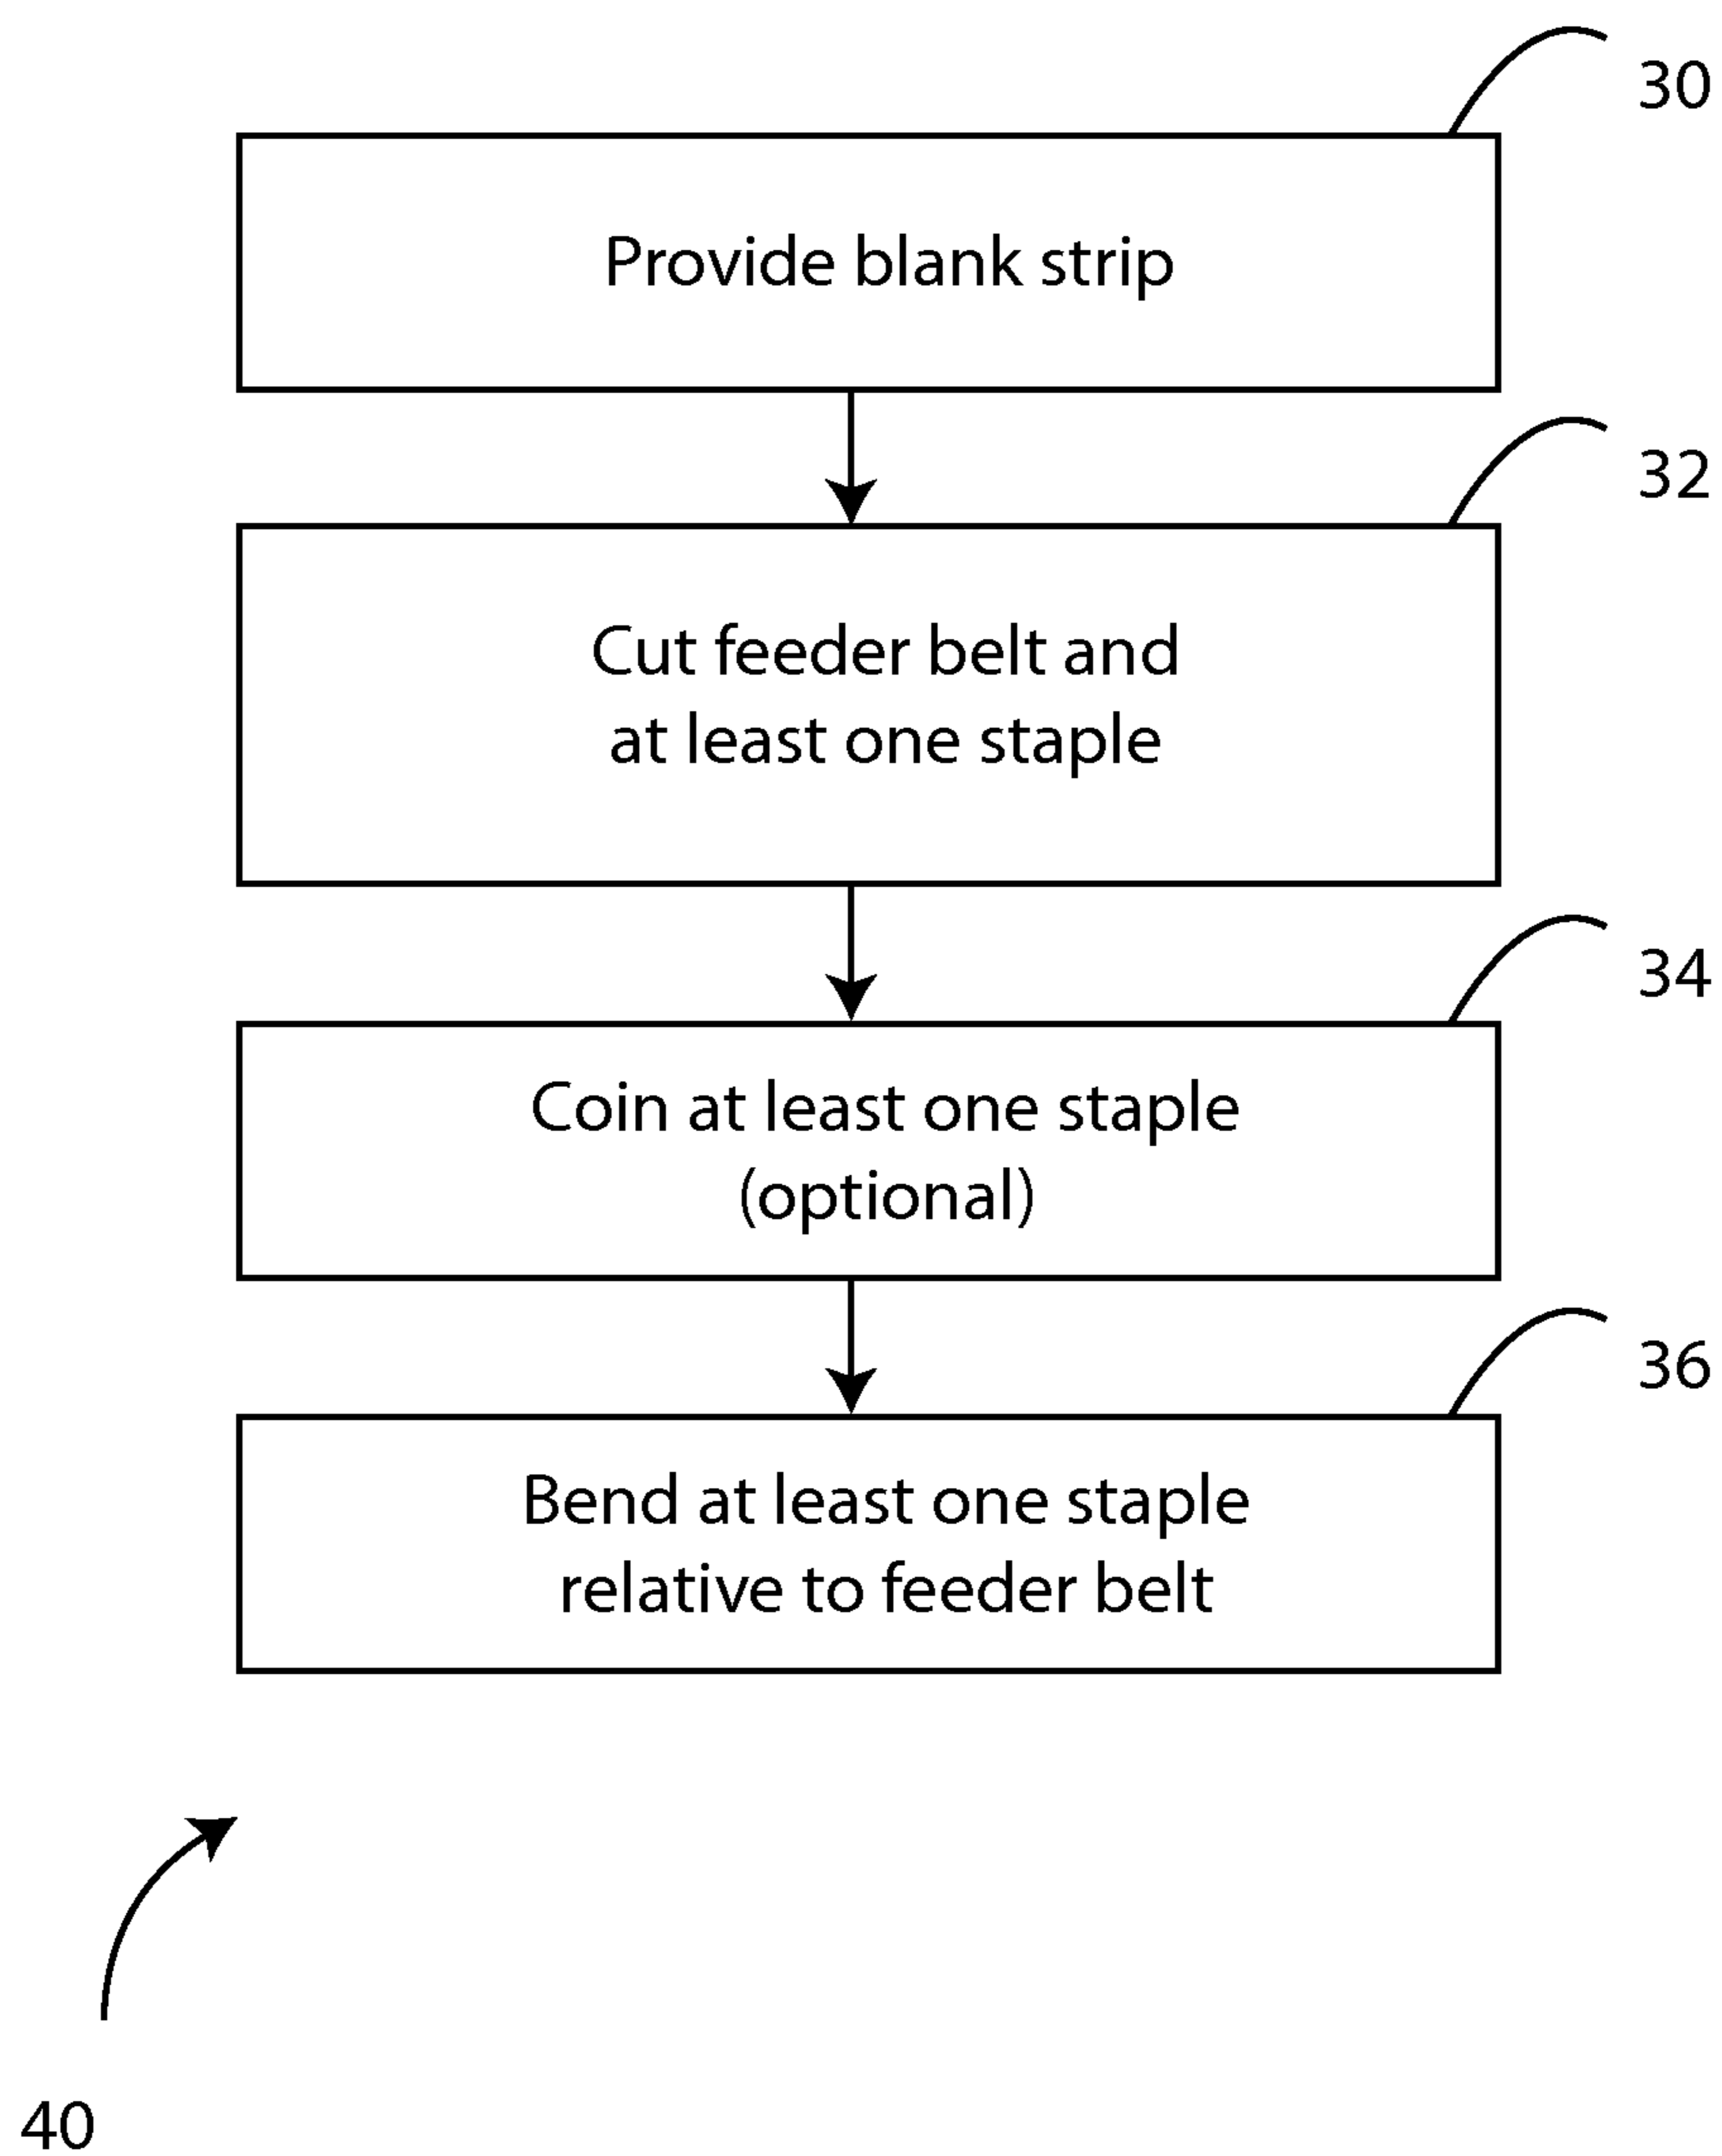 30
Provide blank strip
32
Cut feeder belt and
at least one staple
34
Coin at least one staple
(optional)
36
Bend at least one staple
relative to feeder belt
40